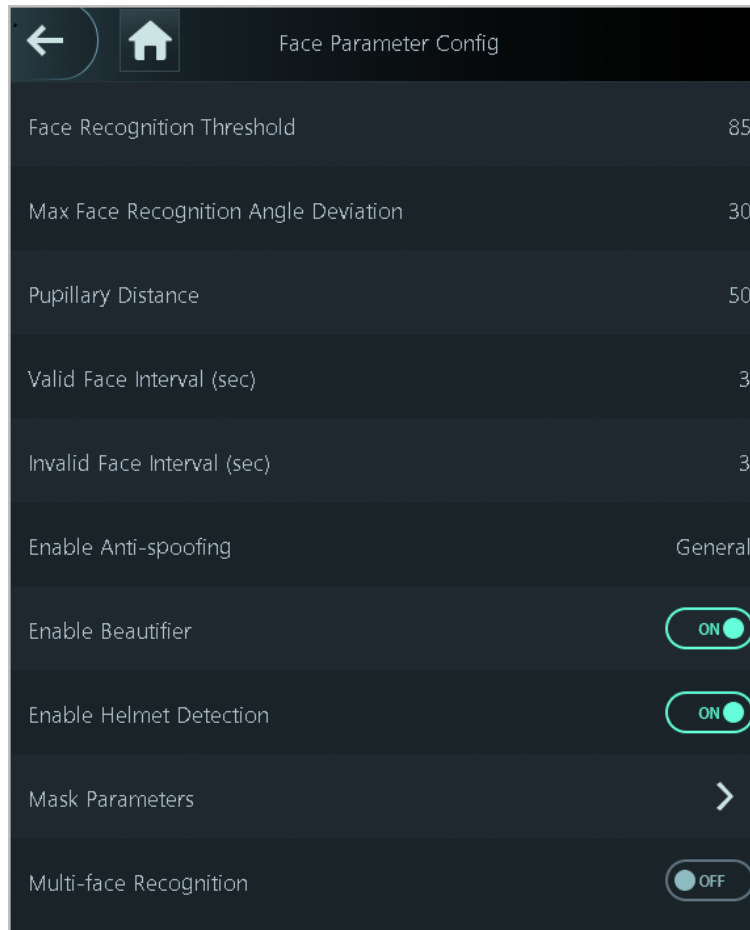 Face Parameter Config
Face Recognition Threshold 85
Max Face Recognition Angle Deviation 30
Pupillary Distance 50
Valid Face Interval (sec) 3
Invalid Face Interval (sec) 3
Enable Anti-spoofing General
Enable Beautifier ON
Enable Helmet Detection ON
Mask Parameters
Multi-face Recognition OFF